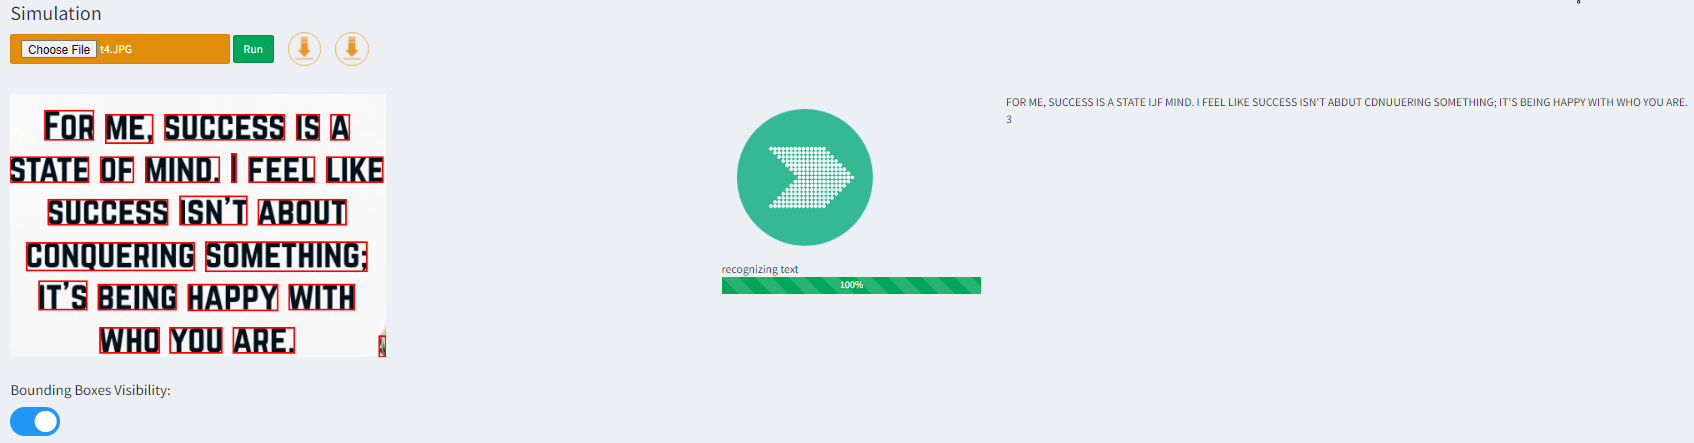 Simulation
Choose File t4.JPG Run
FOR ME, SUCCESS IS A
STATE OF MIND. I FEEL LIKE
SUCCESS ISN'T ABOUT
CONQUERING SOMETHING;
IT'S BEING HAPPY WITH
WHO YOU ARE.
recognizing text
100%
FOR ME, SUCCESS IS A STATE IJF MIND. I FEEL LIKE SUCCESS ISN'T ABDUT CDNUUERING SOMETHING; IT'S BEING HAPPY WITH WHO YOU ARE.
3
Bounding Boxes Visibility: